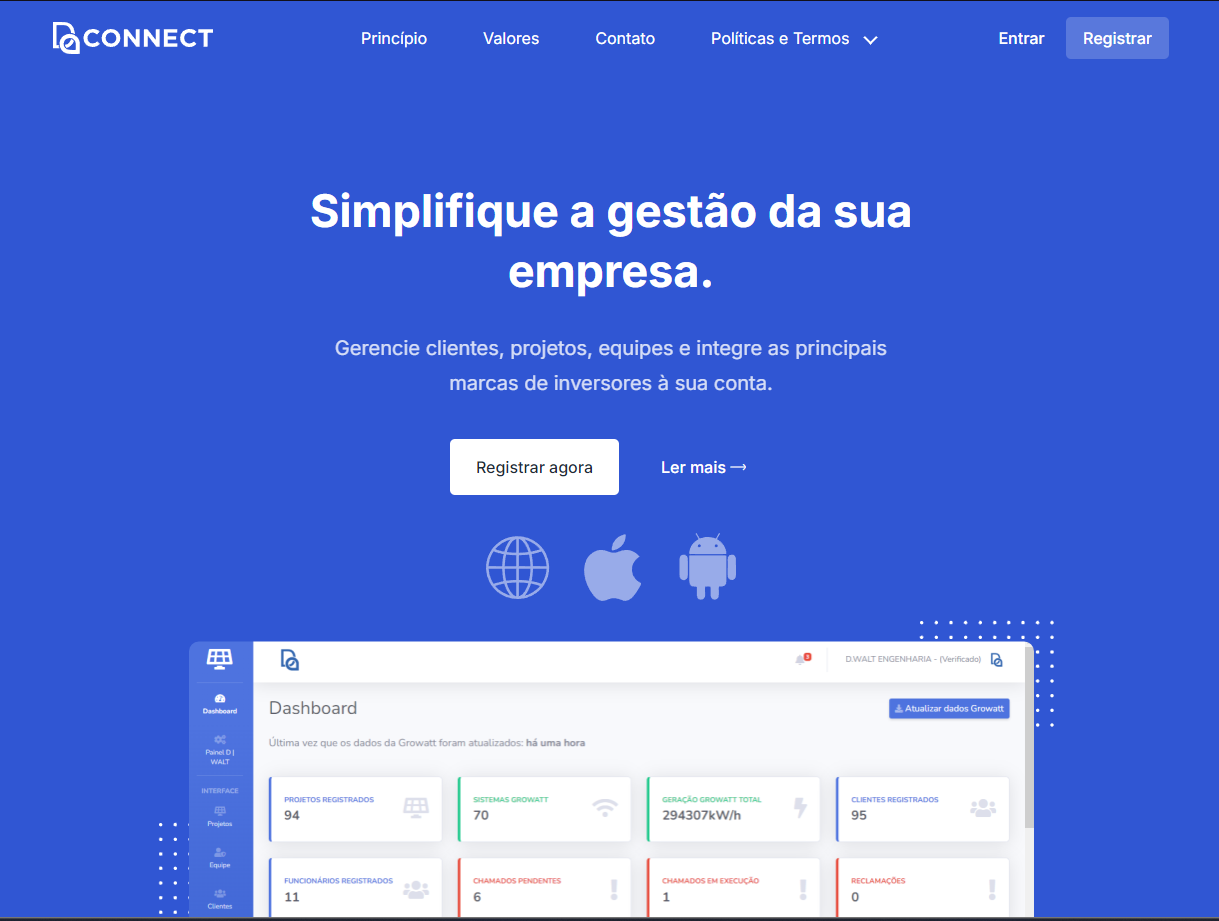 CONNECT
Princípio
Valores
Contato
Políticas e Termos
Entrar
Registrar
Simplifique a gestão da sua
empresa.
Gerencie clientes, projetos, equipes e integre as principais
marcas de inversores à sua conta.
Registrar agora
Ler mais
3
D.WALT ENGENHARIA - (Verificado)
Dashboard
Painel D |
WALT
INTERFACE
Projetos
Equipe
Clientes
Dashboard
Atualizar dados Growatt
Última vez que os dados da Growatt foram atualizados: há uma hora
PROJETOS REGISTRADOS
94
SISTEMAS GROWATT
70
GERAÇÃO GROWATT TOTAL
294307kW/h
CLIENTES REGISTRADOS
95
FUNCIONÁRIOS REGISTRADOS
11
CHAMADOS PENDENTES
6
CHAMADOS EM EXECUÇÃO
1
RECLAMAÇÕES
0